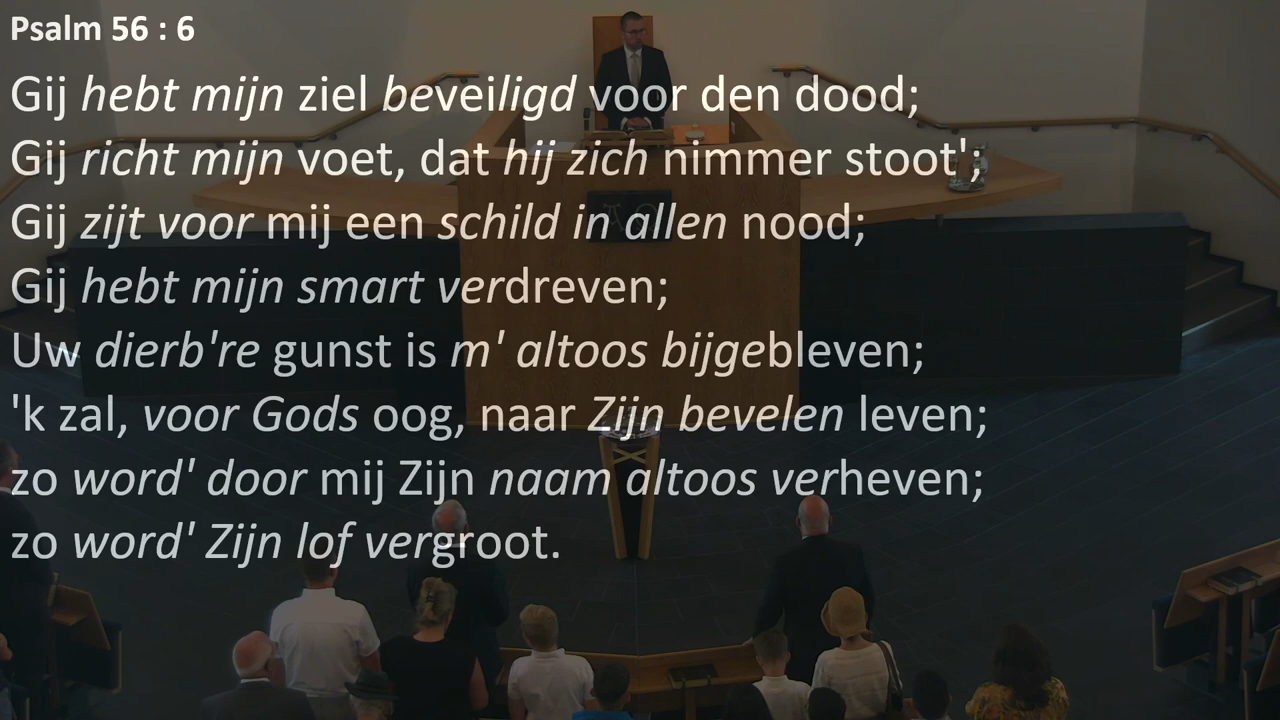 Psalm 56 : 6
Gij hebt mijn ziel beveiligd voor den dood;
Gij richt mijn voet, dat hij zich nimmer stoot';
Gij zijt voor mij een schild in allen nood;
Gij hebt mijn smart verdreven;
Uw dierb're gunst is m' altoos bijgebleven;
'k zal, voor Gods oog, naar Zijn bevelen leven;
zo word' door mij Zijn naam altoos verheven;
zo word' Zijn lof vergroot.